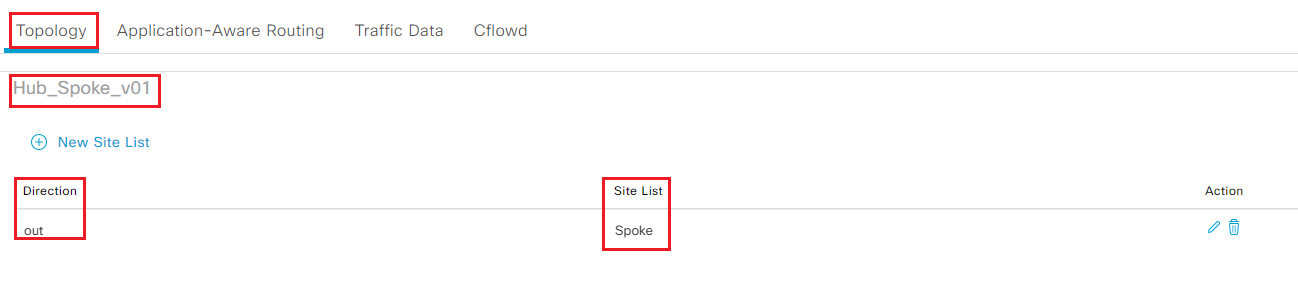 Topology Application-Aware Routing Traffic Data Cflowd
Hub_Spoke_v01
New Site List
Direction Site List Action
out Spoke